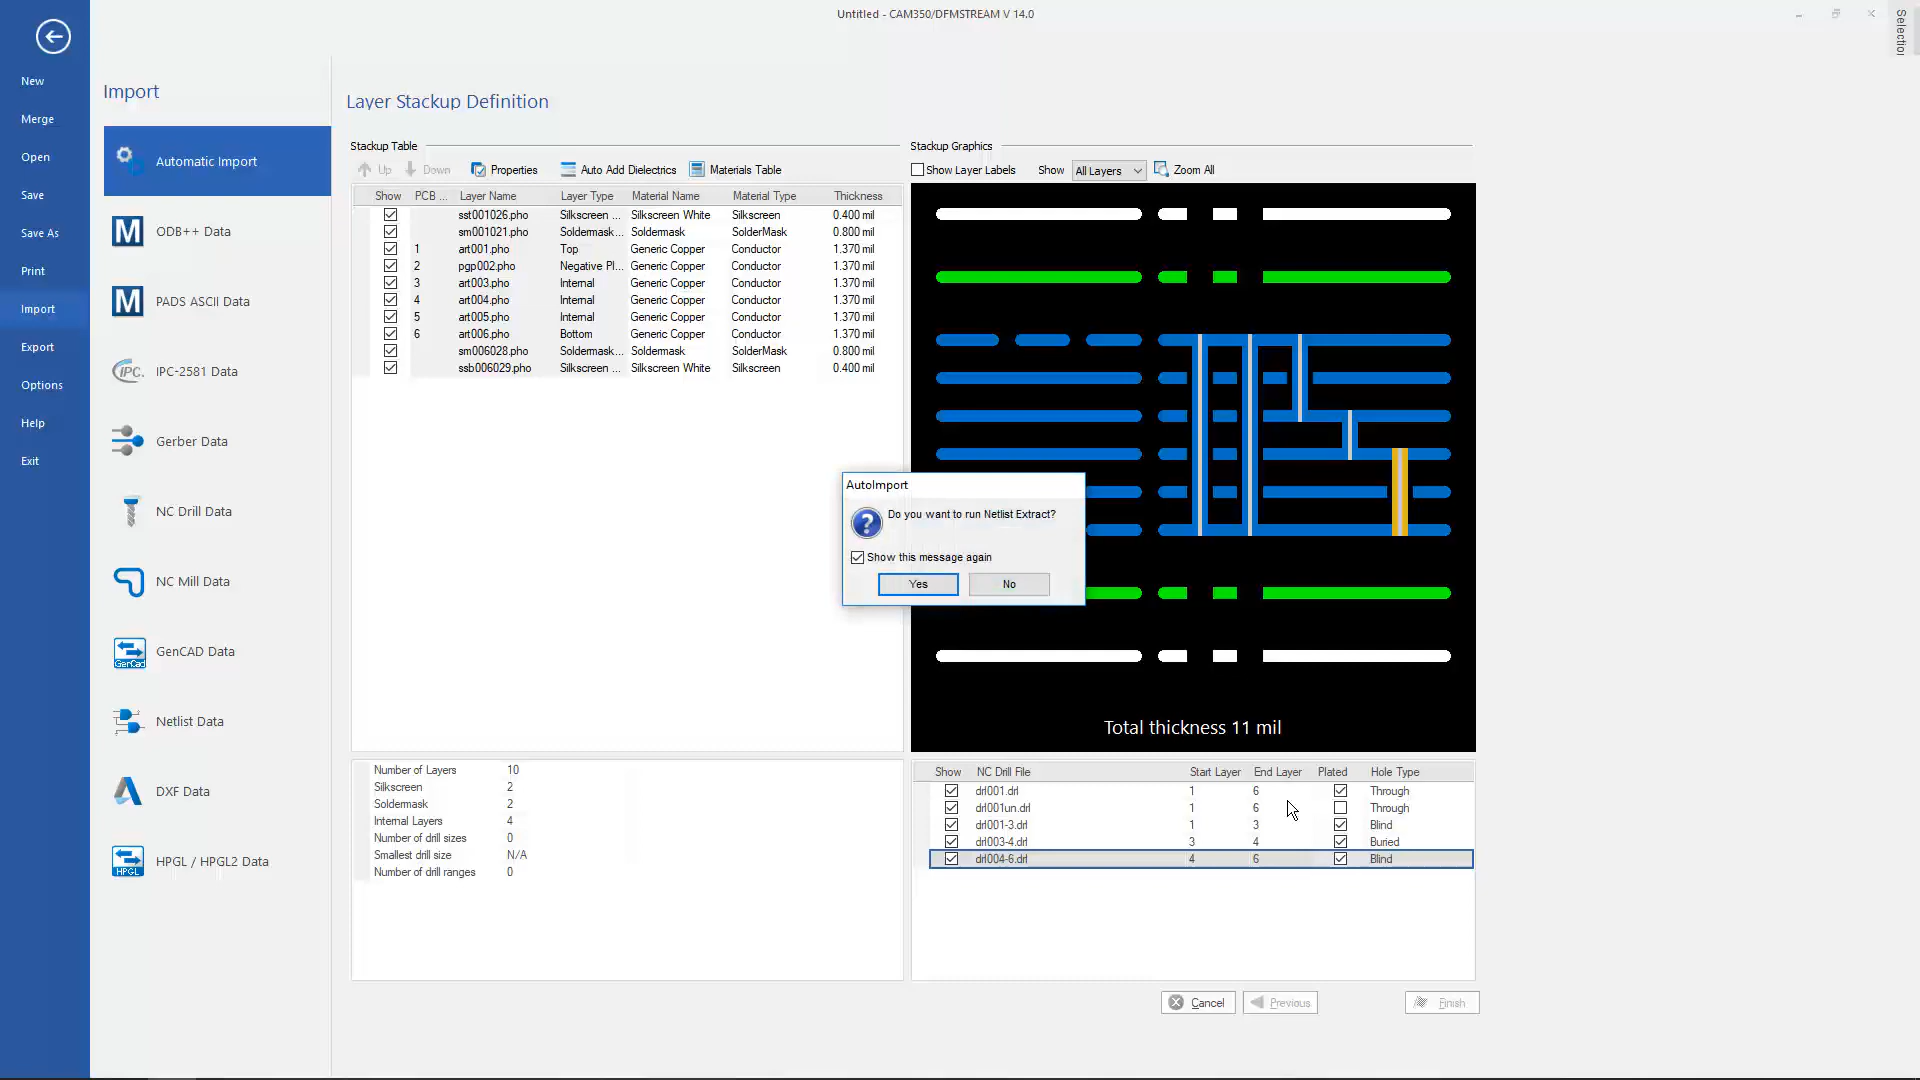 Untitled - CAM350/DFMSTREAM V 14.0
New
Merge
Open
Save
Save As
Print
Import
Export
Options
Help
Exit
Import
Automatic Import
M ODB++ Data
M PADS ASCII Data
IPC. IPC-2581 Data
Gerber Data
NC Drill Data
NC Mill Data
GenCAD GenCAD Data
Netlist Data
DXF Data
HPGL HPGL / HPGL2 Data
Layer Stackup Definition
Stackup Table
Up Down Properties Auto Add Dielectrics Materials Table
Show PCB ... Layer Name Layer Type Material Name Material Type Thickness
sst001026.pho Silkscreen ... Silkscreen White Silkscreen 0.400 mil
sm001021.pho Soldermask... Soldermask SolderMask 0.800 mil
1 art001.pho Top Generic Copper Conductor 1.370 mil
2 pgp002.pho Negative Pl... Generic Copper Conductor 1.370 mil
3 art003.pho Internal Generic Copper Conductor 1.370 mil
4 art004.pho Internal Generic Copper Conductor 1.370 mil
5 art005.pho Internal Generic Copper Conductor 1.370 mil
6 art006.pho Bottom Generic Copper Conductor 1.370 mil
sm006028.pho Soldermask... Soldermask SolderMask 0.800 mil
ssb006029.pho Silkscreen ... Silkscreen White Silkscreen 0.400 mil
Stackup Graphics
Show Layer Labels Show All Layers Zoom All
Total thickness 11 mil
AutoImport
Do you want to run Netlist Extract?
Show this message again
Yes No
Number of Layers 10
Silkscreen 2
Soldermask 2
Internal Layers 4
Number of drill sizes 0
Smallest drill size N/A
Number of drill ranges 0
Show NC Drill File Start Layer End Layer Plated Hole Type
drl001.drl 1 6 Through
drl001un.drl 1 6 Through
drl001-3.drl 1 3 Blind
drl003-4.drl 3 4 Buried
drl004-6.drl 4 6 Blind
Cancel Previous Finish